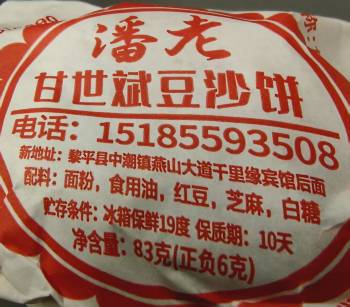 潘老
甘世斌豆沙饼
电话：15185593508
新地址：黎平县中潮镇燕山大道千里缘宾馆后面
配料：面粉，食用油，红豆，芝麻，白糖
贮存条件：冰箱保鲜19度 保质期：10天
净含量：83克(正负6克)